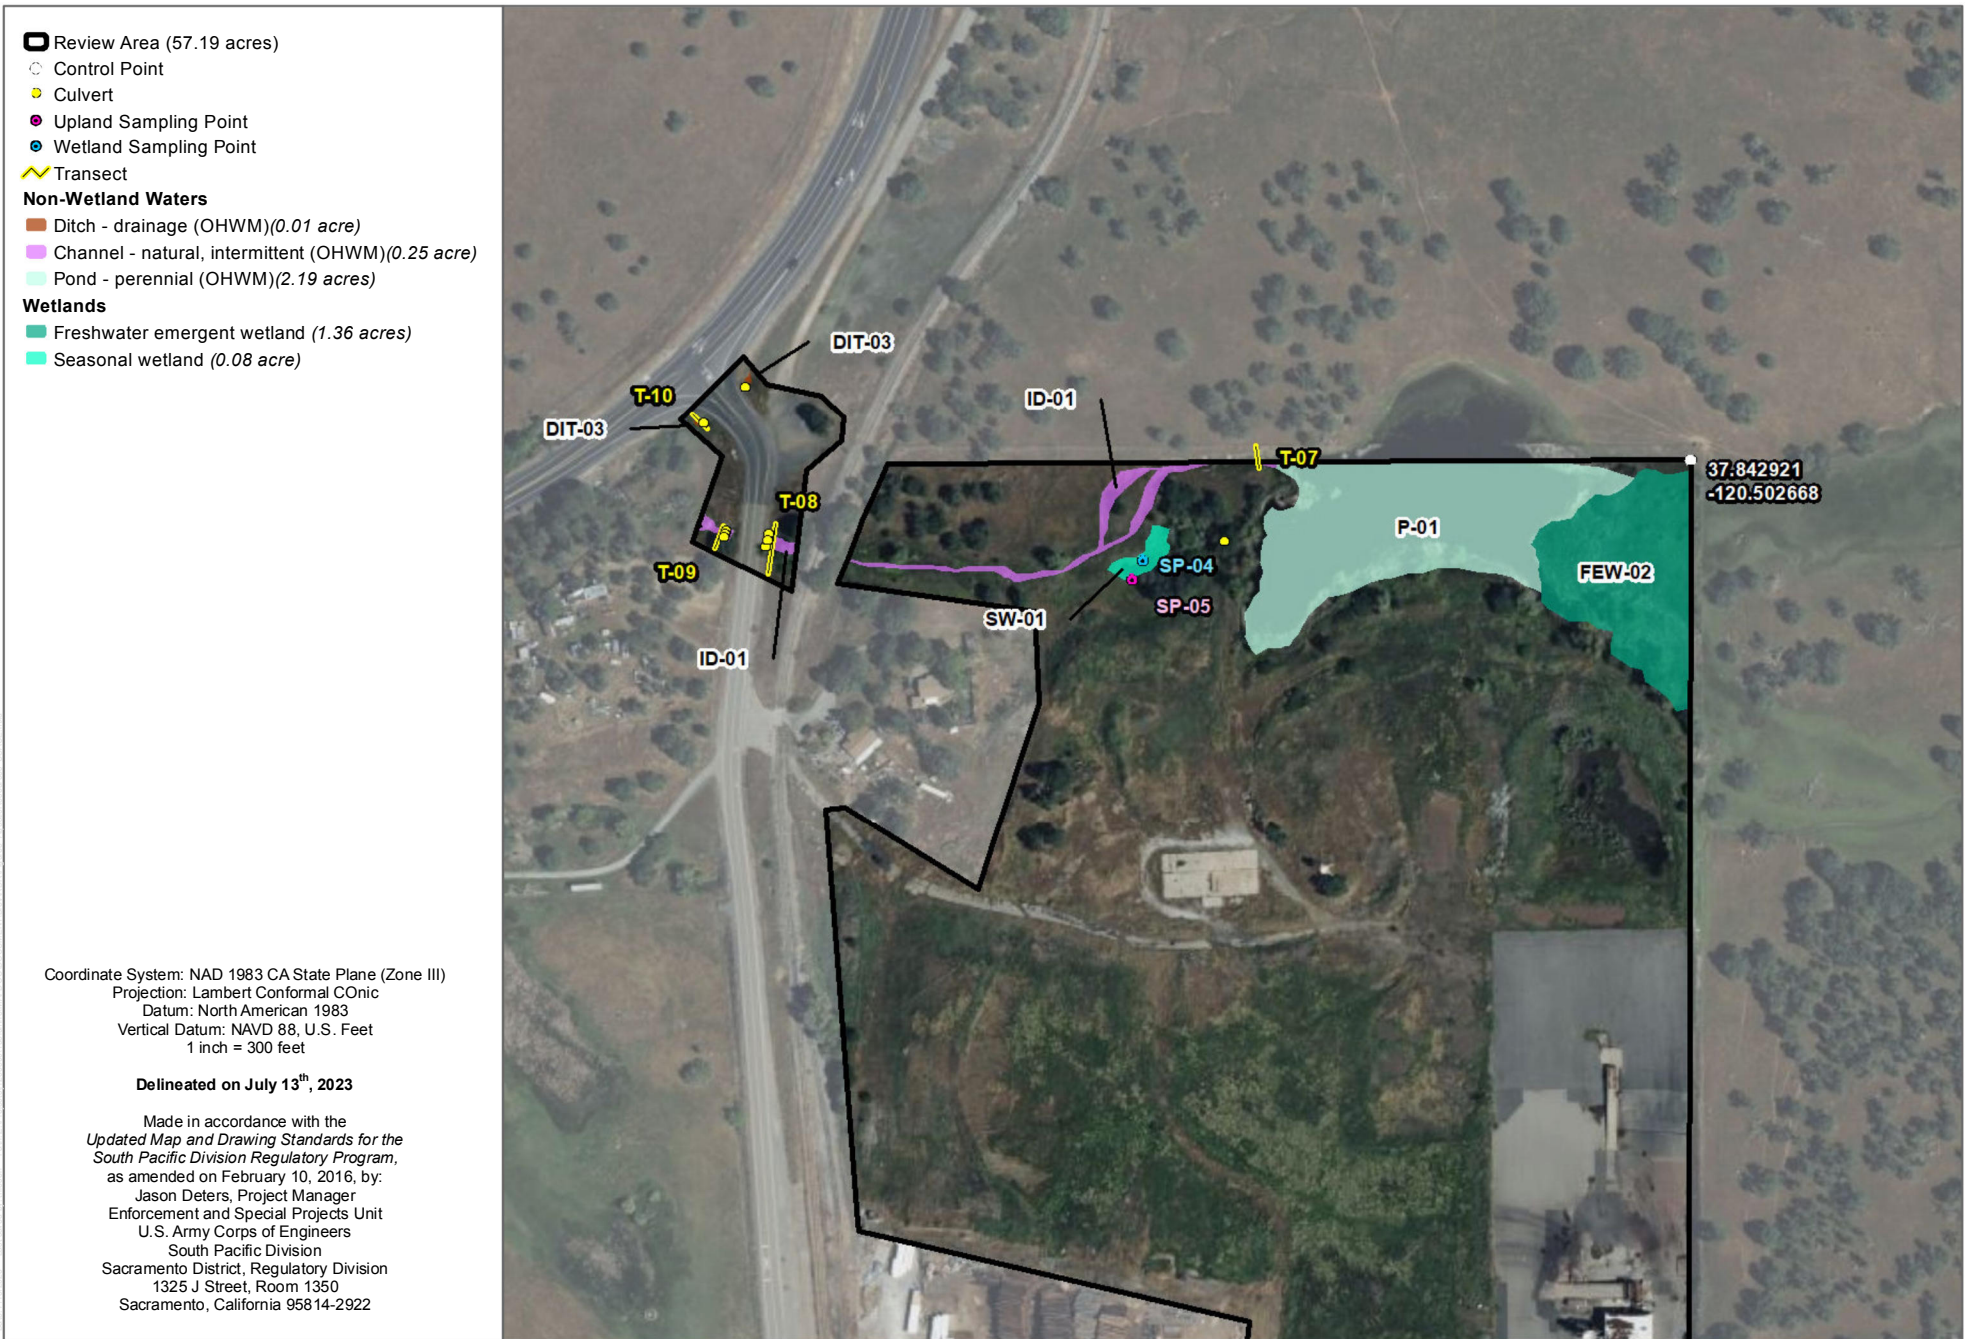 Review Area (57.19 acres)
Control Point
Culvert
Upland Sampling Point
Wetland Sampling Point
Transect
Non-Wetland Waters
Ditch - drainage (OHWM)(0.01 acre)
Channel - natural, intermittent (OHWM)(0.25 acre)
Pond - perennial (OHWM)(2.19 acres)
Wetlands
Freshwater emergent wetland (1.36 acres)
Seasonal wetland (0.08 acre)
Coordinate System: NAD 1983 CA State Plane (Zone III)
Projection: Lambert Conformal COnic
Datum: North American 1983
Vertical Datum: NAVD 88, U.S. Feet
1 inch = 300 feet
Delineated on July 13th, 2023
Made in accordance with the
Updated Map and Drawing Standards for the
South Pacific Division Regulatory Program,
as amended on February 10, 2016, by:
Jason Deters, Project Manager
Enforcement and Special Projects Unit
U.S. Army Corps of Engineers
South Pacific Division
Sacramento District, Regulatory Division
1325 J Street, Room 1350
Sacramento, California 95814-2922
DIT-03
T-10
DIT-03
ID-01
T-07
37.842921
-120.502668
T-08
P-01
T-09
SP-04
FEW-02
SP-05
SW-01
ID-01